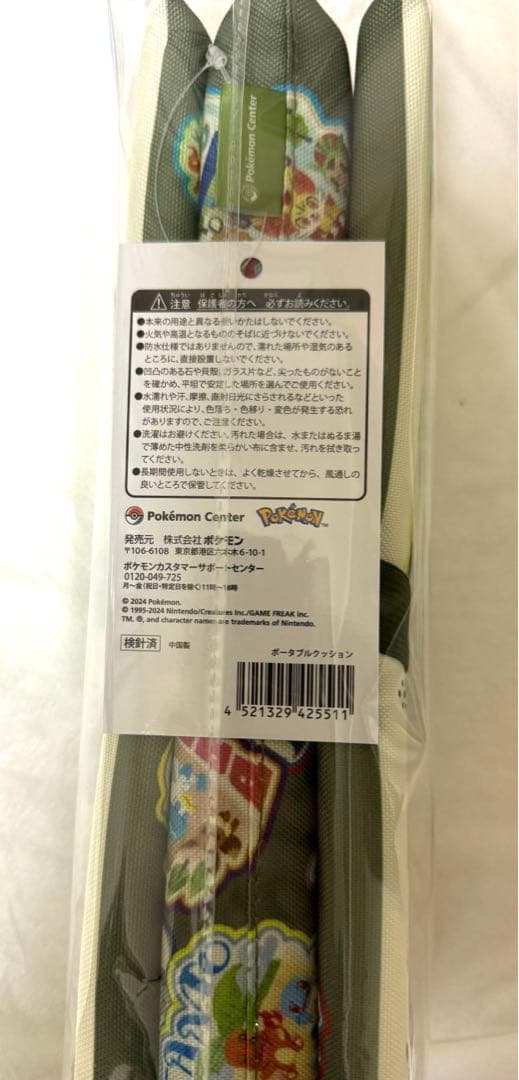 Pokémon Center
⚠ 注意 保護者の方へ 必ずお読みください。
●本来の用途と異なる扱いかたはしないでください。
●火気や高温となるもののそばに近づけないでください。
●防水仕様ではありませんので、濡れた場所や湿気のある
ところに、直接設置しないでください。
●凹凸のある石や貝殻、ガラス片など、尖ったものがないこと
を確かめ、平坦で安定した場所を選んでご使用ください。
●水濡れや汗、摩擦、直射日光にさらされるなどといった
使用状況により、色落ち・色移り・変色が発生する恐れ
がありますので、ご注意ください。
●洗濯はお避けください。汚れた場合は、水またはぬるま湯
で薄めた中性洗剤を柔らかい布に含ませ、汚れを拭き取っ
てください。
●長期間使用しないときは、よく乾燥させてから、風通しの
良いところで保管してください。
Pokémon Center POKÉMON™
発売元 株式会社 ポケモン
〒106-6108 東京都港区六本木6-10-1
ポケモンカスタマーサポートセンター
0120-049-725
月〜金(祝日・特定日を除く)11時〜18時
© 2024 Pokémon.
© 1995-2024 Nintendo/Creatures Inc./GAME FREAK inc.
TM, ®, and character names are trademarks of Nintendo.
検針済 中国製
ポータブルクッション
4 521329 425511